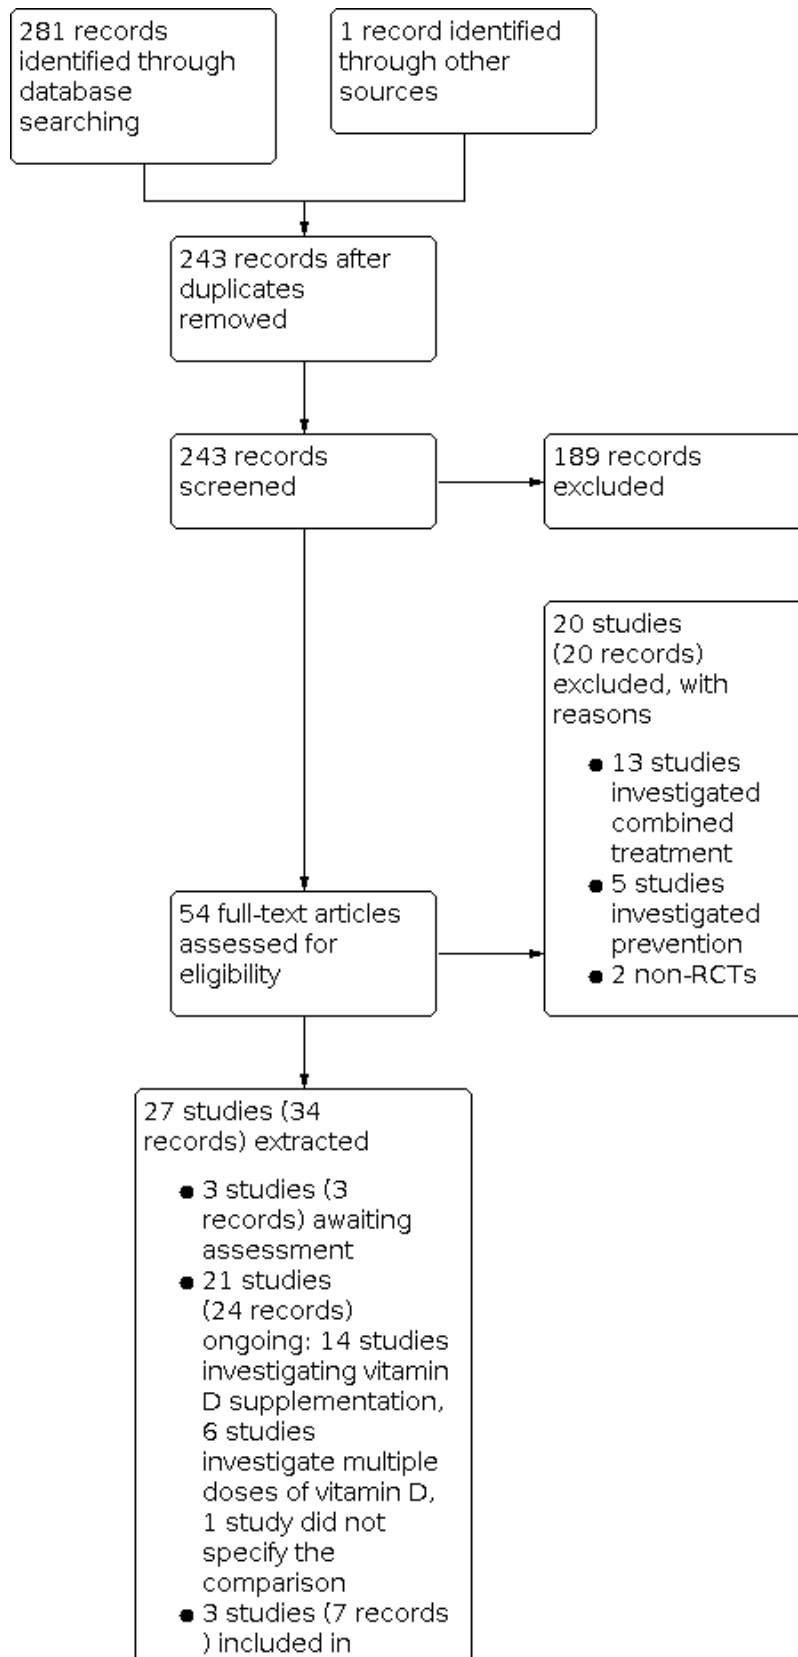 281 records
identified through
database
searching
1 record identified
through other
sources
243 records after
duplicates
removed
243 records
screened
189 records
excluded
20 studies
(20 records)
excluded, with
reasons
● 13 studies
investigated
combined
treatment
● 5 studies
investigated
prevention
● 2 non-RCTs
54 full-text articles
assessed for
eligibility
27 studies (34
records) extracted
● 3 studies (3
records) awaiting
assessment
● 21 studies
(24 records)
ongoing: 14 studies
investigating vitamin
D supplementation,
6 studies
investigate multiple
doses of vitamin D,
1 study did not
specify the
comparison
● 3 studies (7 records
) included in